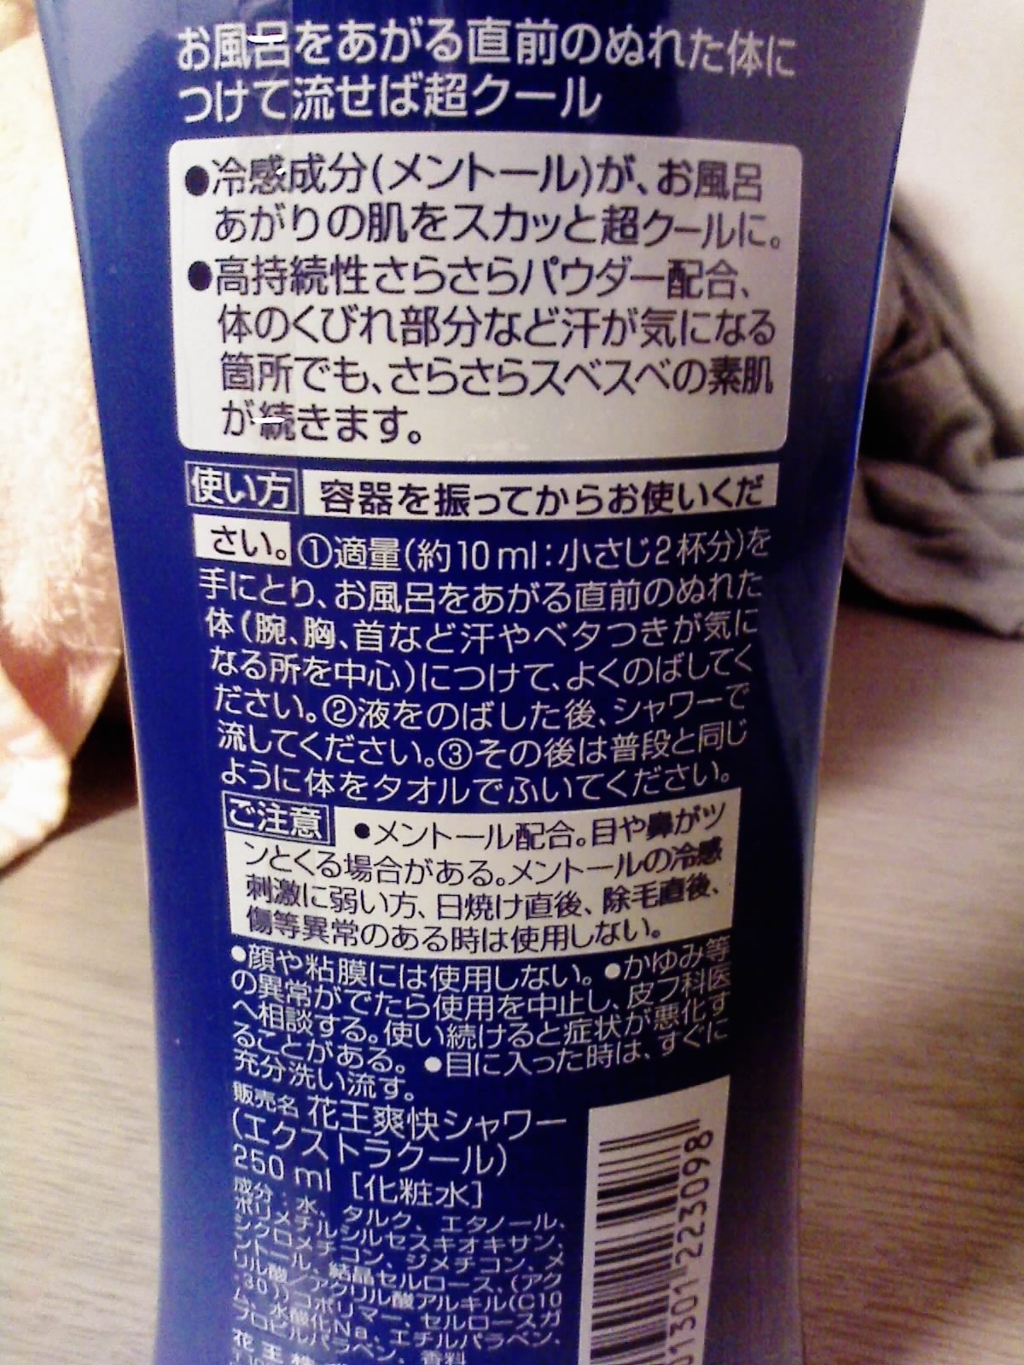 お風呂をあがる直前のぬれた体に
つけて流せば超クール
●冷感成分(メントール)が、お風呂
あがりの肌をスカッと超クールに。
●高持続性さらさらパウダー配合、
体のくびれ部分など汗が気になる
箇所でも、さらさらスベスベの素肌
が続きます。
使い方 容器を振ってからお使いくだ
さい。①適量(約10ml:小さじ2杯分)を
手にとり、お風呂をあがる直前のぬれた
体(腕、胸、首など汗やベタつきが気に
なる所を中心)につけて、よくのばしてく
ださい。②液をのばした後、シャワーで
流してください。③その後は普段と同じ
ように体をタオルでふいてください。
ご注意 ●メントール配合。目や鼻がツ
ンとくる場合がある。メントールの冷感
刺激に弱い方、日焼け直後、除毛直後、
傷等異常のある時は使用しない。
●顔や粘膜には使用しない。●かゆみ等
の異常がでたら使用を中止し、皮フ科医
へ相談する。使い続けると症状が悪化す
ることがある。●目に入った時は、すぐに
充分洗い流す。
販売名 花王爽快シャワー
(エクストラクール)
250 ml [化粧水]
成分:水、タルク、エタノール、
ポリメチルシルセスキオキサン、
シクロメチコン、ジメチコン、メ
ントール、結晶セルロース、(アク
リル酸/アクリル酸アルキル(C10
-30))コポリマー、セルロースガ
ム、水酸化Na、エチルパラベン、
プロピルパラベン、香料
花王株
01301 223098